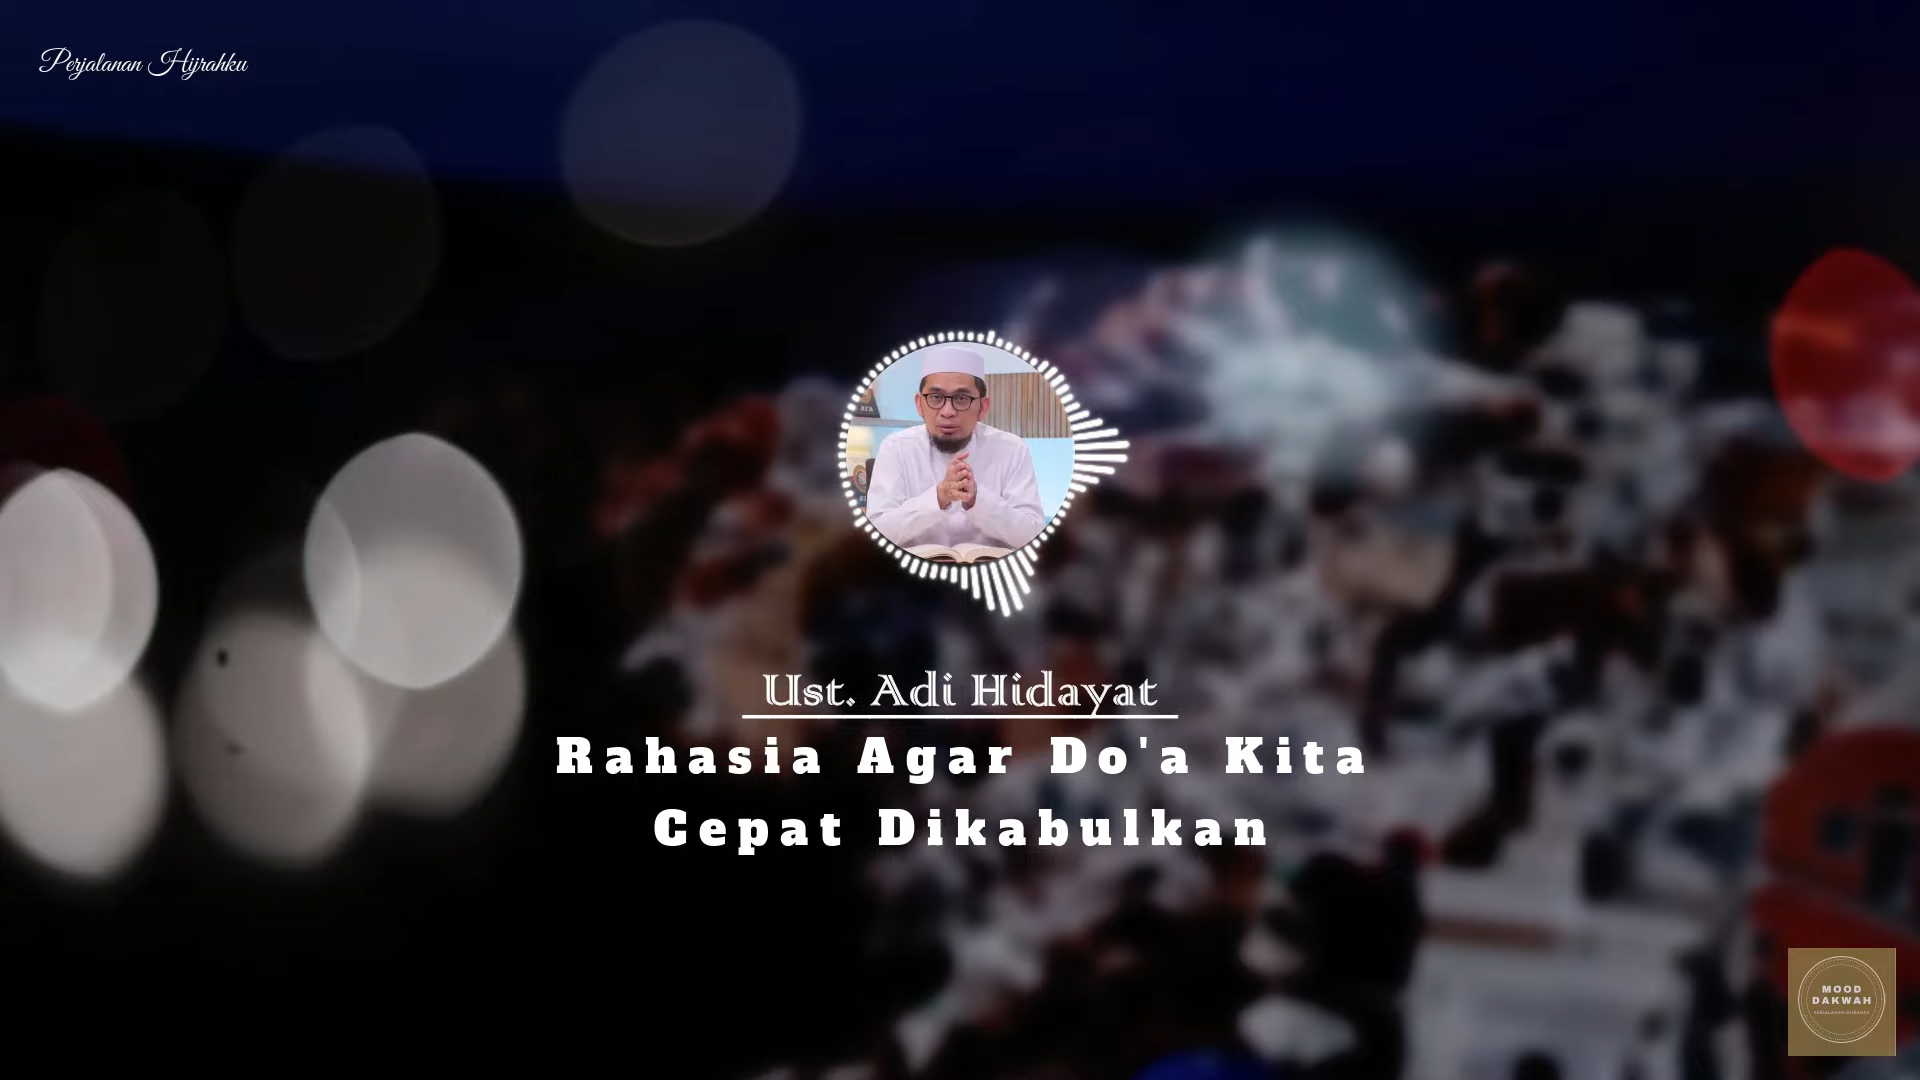 Perjalanan Hijrahku
Ust. Adi Hidayat
Rahasia Agar Do'a Kita
Cepat Dikabulkan
MOOD
DAKWAH